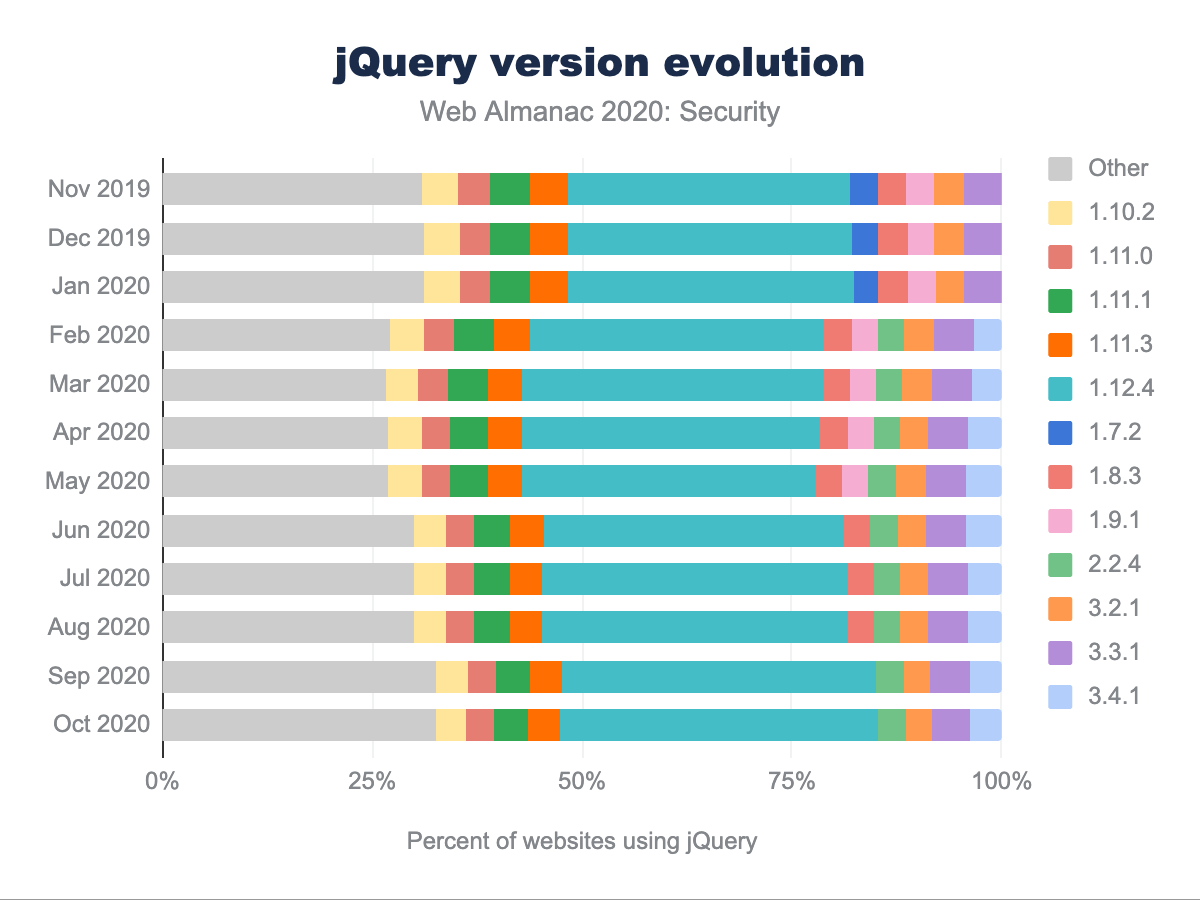 jQuery version evolution
Web Almanac 2020: Security
Nov 2019
Dec 2019
Jan 2020
Feb 2020
Mar 2020
Apr 2020
May 2020
Jun 2020
Jul 2020
Aug 2020
Sep 2020
Oct 2020
0% 25% 50% 75% 100%
Percent of websites using jQuery
Other
1.10.2
1.11.0
1.11.1
1.11.3
1.12.4
1.7.2
1.8.3
1.9.1
2.2.4
3.2.1
3.3.1
3.4.1